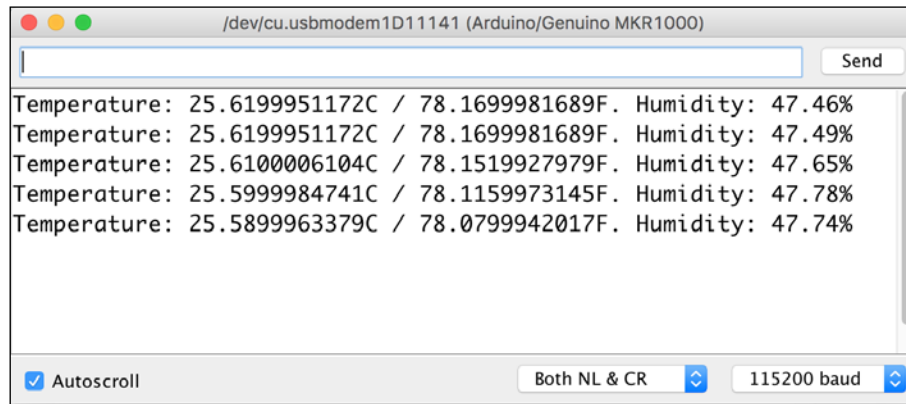 /dev/cu.usbmodem1D11141 (Arduino/Genuino MKR1000)
Send
Temperature: 25.6199951172C / 78.1699981689F. Humidity: 47.46%
Temperature: 25.6199951172C / 78.1699981689F. Humidity: 47.49%
Temperature: 25.6100006104C / 78.1519927979F. Humidity: 47.65%
Temperature: 25.5999984741C / 78.1159973145F. Humidity: 47.78%
Temperature: 25.5899963379C / 78.0799942017F. Humidity: 47.74%
Autoscroll Both NL & CR 115200 baud